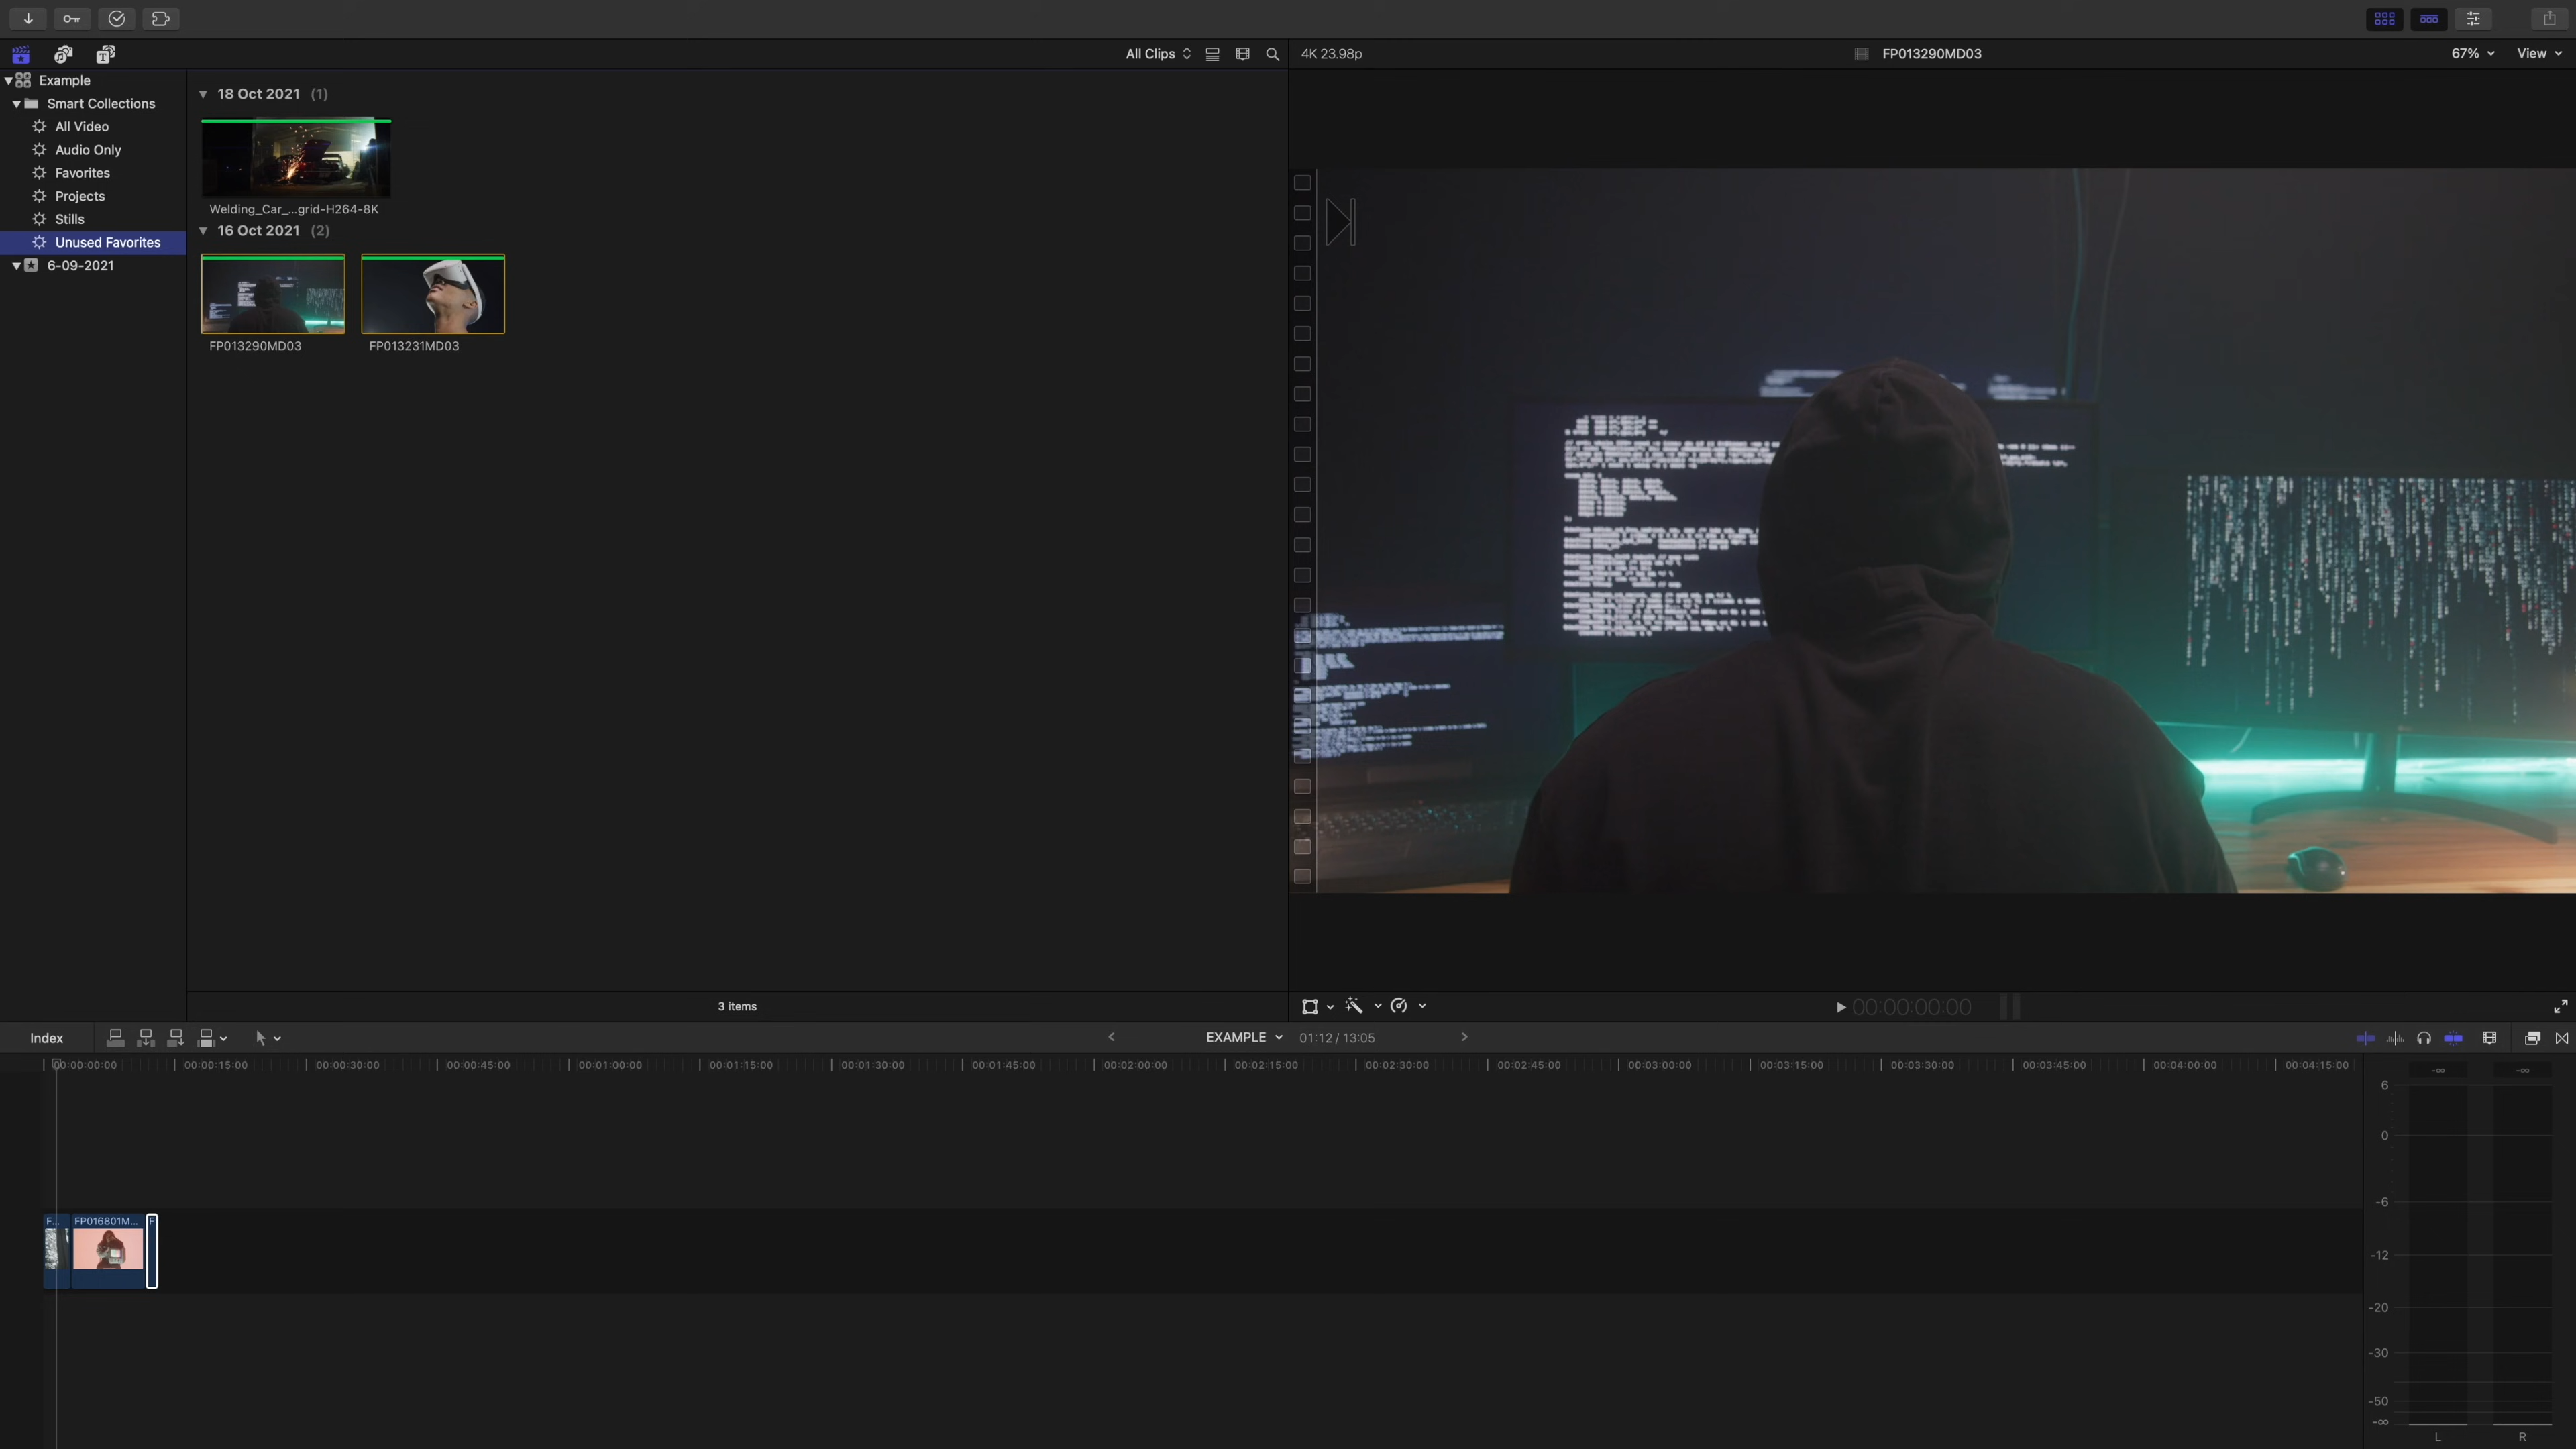 All Clips
4K 23.98p
FP013290MD03
67%
View
Example
Smart Collections
All Video
Audio Only
Favorites
Projects
Stills
Unused Favorites
6-09-2021
18 Oct 2021 (1)
Welding_Car_...grid-H264-8K
16 Oct 2021 (2)
FP013290MD03
FP013231MD03
3 items
00:00:00:00
Index
EXAMPLE
01:12 / 13:05
00:00:00:00
00:00:15:00
00:00:30:00
00:00:45:00
00:01:00:00
00:01:15:00
00:01:30:00
00:01:45:00
00:02:00:00
00:02:15:00
00:02:30:00
00:02:45:00
00:03:00:00
00:03:15:00
00:03:30:00
00:03:45:00
00:04:00:00
00:04:15:00
F...
FP016801M...
F
-∞ -∞
6
0
-6
-12
-20
-30
-50
-∞
L R